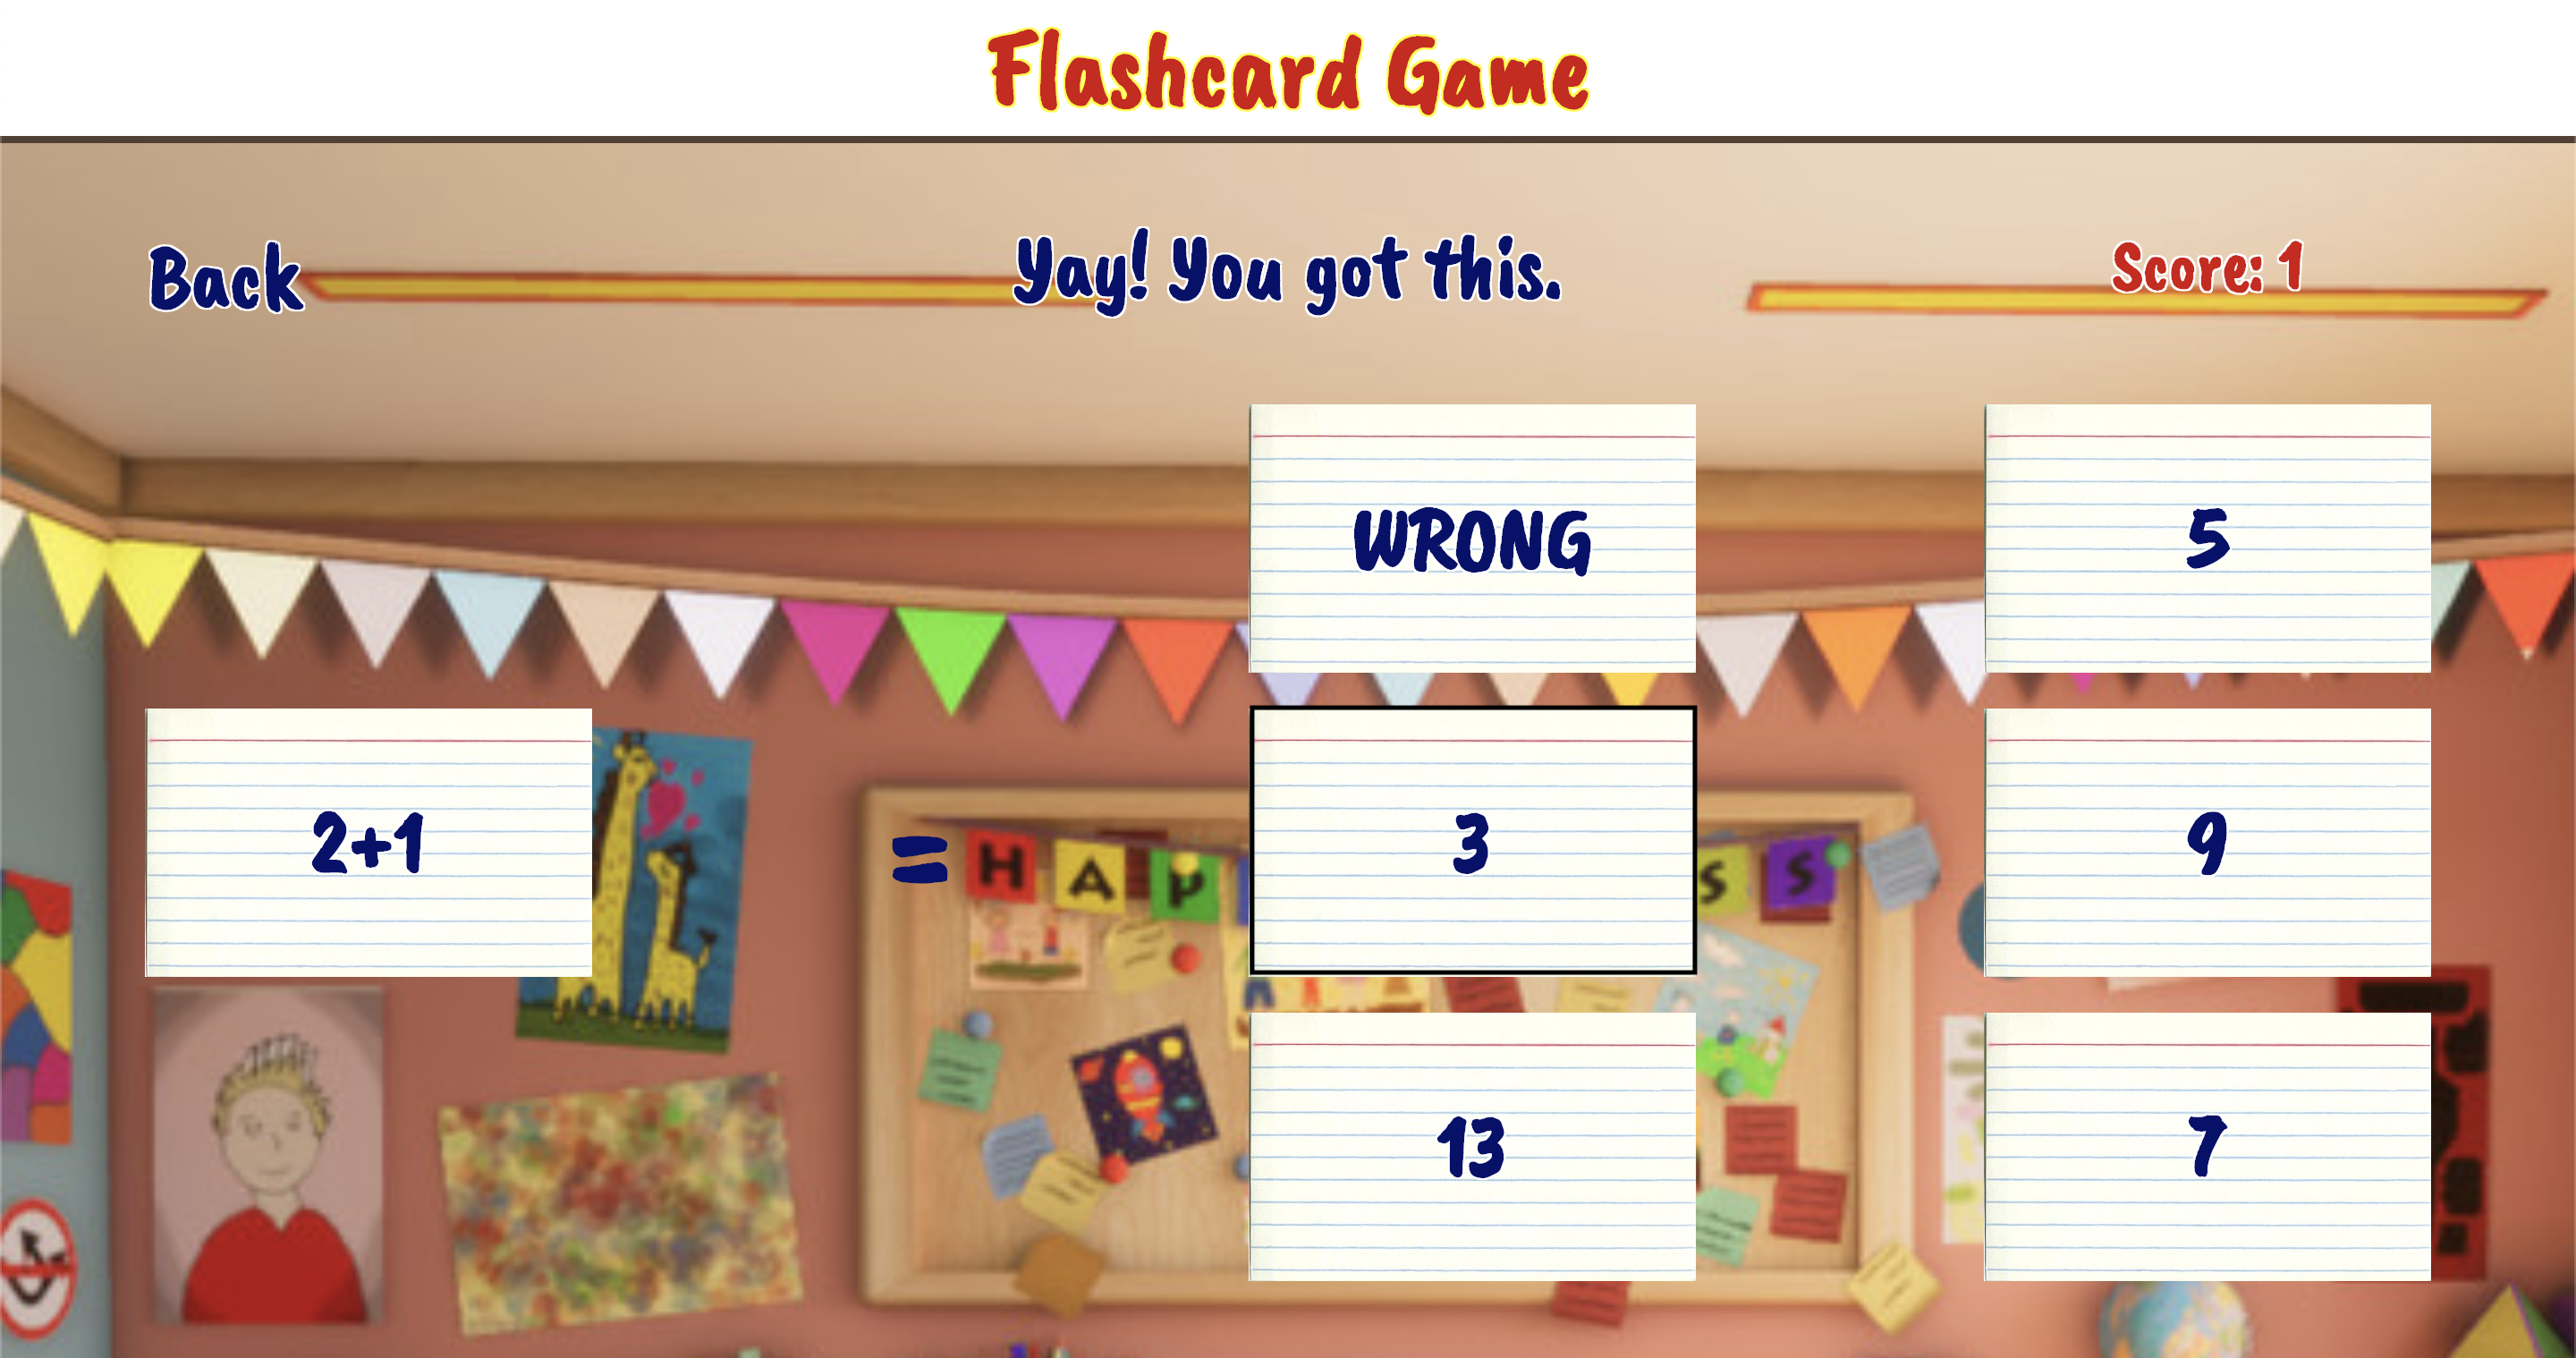 Flashcard Game
Back
Yay! You got this.
Score: 1
WRONG
5
2+1
=
3
9
13
7
H A P
S S